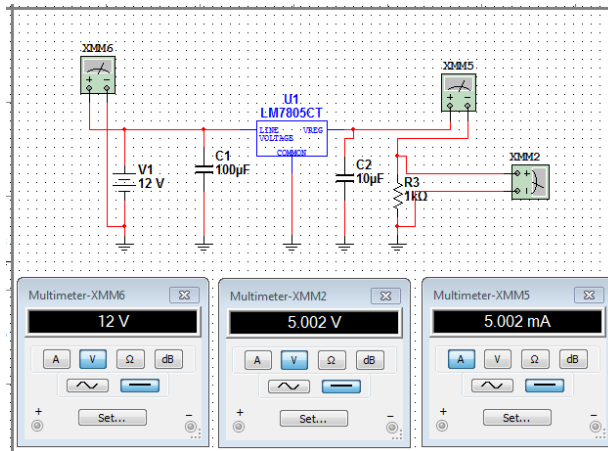 XMM6
XMM5
U1
LM7805CT
LINE VREG
VOLTAGE
COMMON
XMM2
V1
12 V
C1
100µF
C2
10µF
R3
1kΩ
Multimeter-XMM6
12 V
A V Ω dB
Set...
+ −
Multimeter-XMM2
5.002 V
A V Ω dB
Set...
+ −
Multimeter-XMM5
5.002 mA
A V Ω dB
Set...
+ −